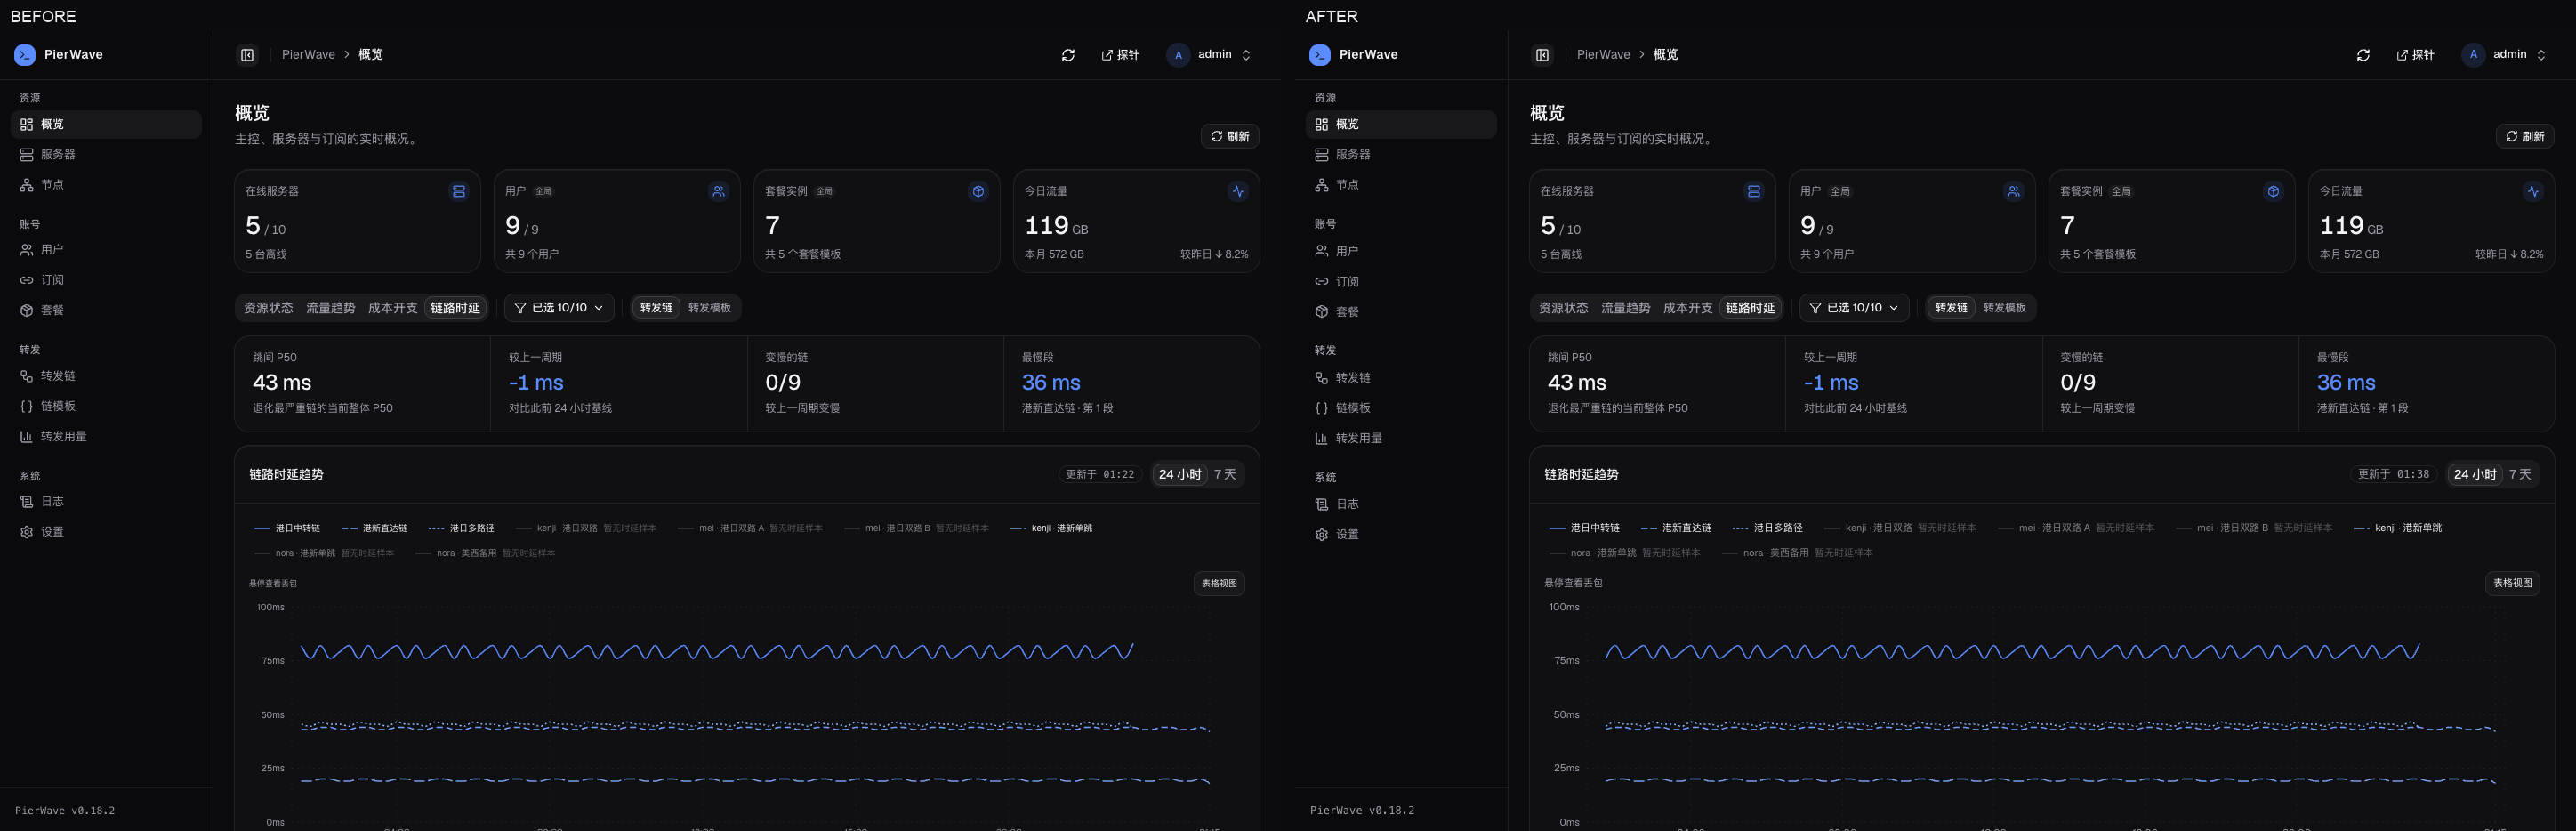 BEFORE
PierWave
资源
概览
服务器
节点
账号
用户
订阅
套餐
转发
转发链
链模板
转发用量
系统
日志
设置
PierWave v0.18.2
PierWave > 概览
探针
A admin
概览
主控、服务器与订阅的实时概况。
刷新
在线服务器
5 / 10
5 台离线
用户 全局
9 / 9
共 9 个用户
套餐实例 全局
7
共 5 个套餐模板
今日流量
119 GB
本月 572 GB 较昨日 ↓ 8.2%
资源状态 流量趋势 成本开支 链路时延 已选 10/10 转发链 转发模板
跳间 P50
43 ms
退化最严重链的当前整体 P50
较上一周期
-1 ms
对比此前 24 小时基线
变慢的链
0/9
较上一周期变慢
最慢段
36 ms
港新直达链 · 第 1 段
链路时延趋势 更新于 01:22 24 小时 7 天
港日中转链 港新直达链 港日多路径 kenji · 港日双路 暂无时延样本 mei · 港日双路 A 暂无时延样本 mei · 港日双路 B 暂无时延样本 kenji · 港新单跳
nora · 港新单跳 暂无时延样本 nora · 美西备用 暂无时延样本
悬停查看丢包 表格视图
100ms
75ms
50ms
25ms
0ms
AFTER
PierWave
资源
概览
服务器
节点
账号
用户
订阅
套餐
转发
转发链
链模板
转发用量
系统
日志
设置
PierWave v0.18.2
PierWave > 概览
探针
A admin
概览
主控、服务器与订阅的实时概况。
刷新
在线服务器
5 / 10
5 台离线
用户 全局
9 / 9
共 9 个用户
套餐实例 全局
7
共 5 个套餐模板
今日流量
119 GB
本月 572 GB 较昨日 ↓ 8.2%
资源状态 流量趋势 成本开支 链路时延 已选 10/10 转发链 转发模板
跳间 P50
43 ms
退化最严重链的当前整体 P50
较上一周期
-1 ms
对比此前 24 小时基线
变慢的链
0/9
较上一周期变慢
最慢段
36 ms
港新直达链 · 第 1 段
链路时延趋势 更新于 01:38 24 小时 7 天
港日中转链 港新直达链 港日多路径 kenji · 港日双路 暂无时延样本 mei · 港日双路 A 暂无时延样本 mei · 港日双路 B 暂无时延样本 kenji · 港新单跳
nora · 港新单跳 暂无时延样本 nora · 美西备用 暂无时延样本
悬停查看丢包 表格视图
100ms
75ms
50ms
25ms
0ms